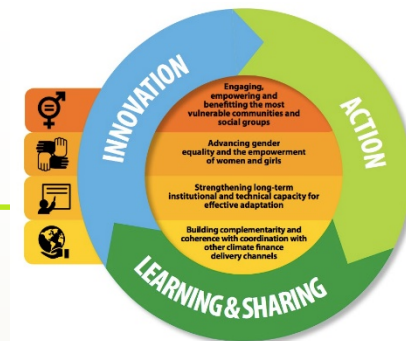 INNOVATION
ACTION
Engaging,
empowering and
benefitting the most
vulnerable communities and
social groups
Advancing gender
equality and the empowerment
of women and girls
Strengthening long-term
institutional and technical capacity for
effective adaptation
Building complementarity and
coherence with coordination with
other climate finance
delivery channels
LEARNING & SHARING